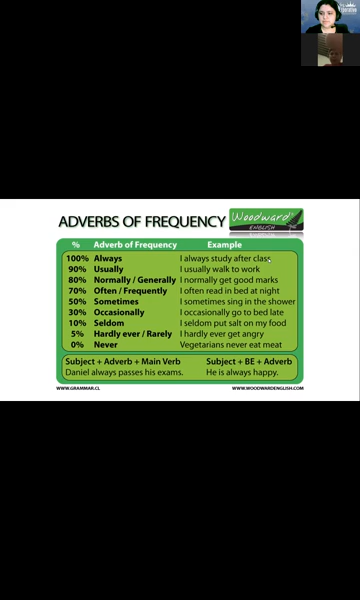 ADVERBS OF FREQUENCY
Woodward
ENGLISH
% Adverb of Frequency Example
100% Always I always study after class
90% Usually I usually walk to work
80% Normally / Generally I normally get good marks
70% Often / Frequently I often read in bed at night
50% Sometimes I sometimes sing in the shower
30% Occasionally I occasionally go to bed late
10% Seldom I seldom put salt on my food
5% Hardly ever / Rarely I hardly ever get angry
0% Never Vegetarians never eat meat
Subject + Adverb + Main Verb Subject + BE + Adverb
Daniel always passes his exams. He is always happy.
WWW.GRAMMAR.CL WWW.WOODWARDENGLISH.COM